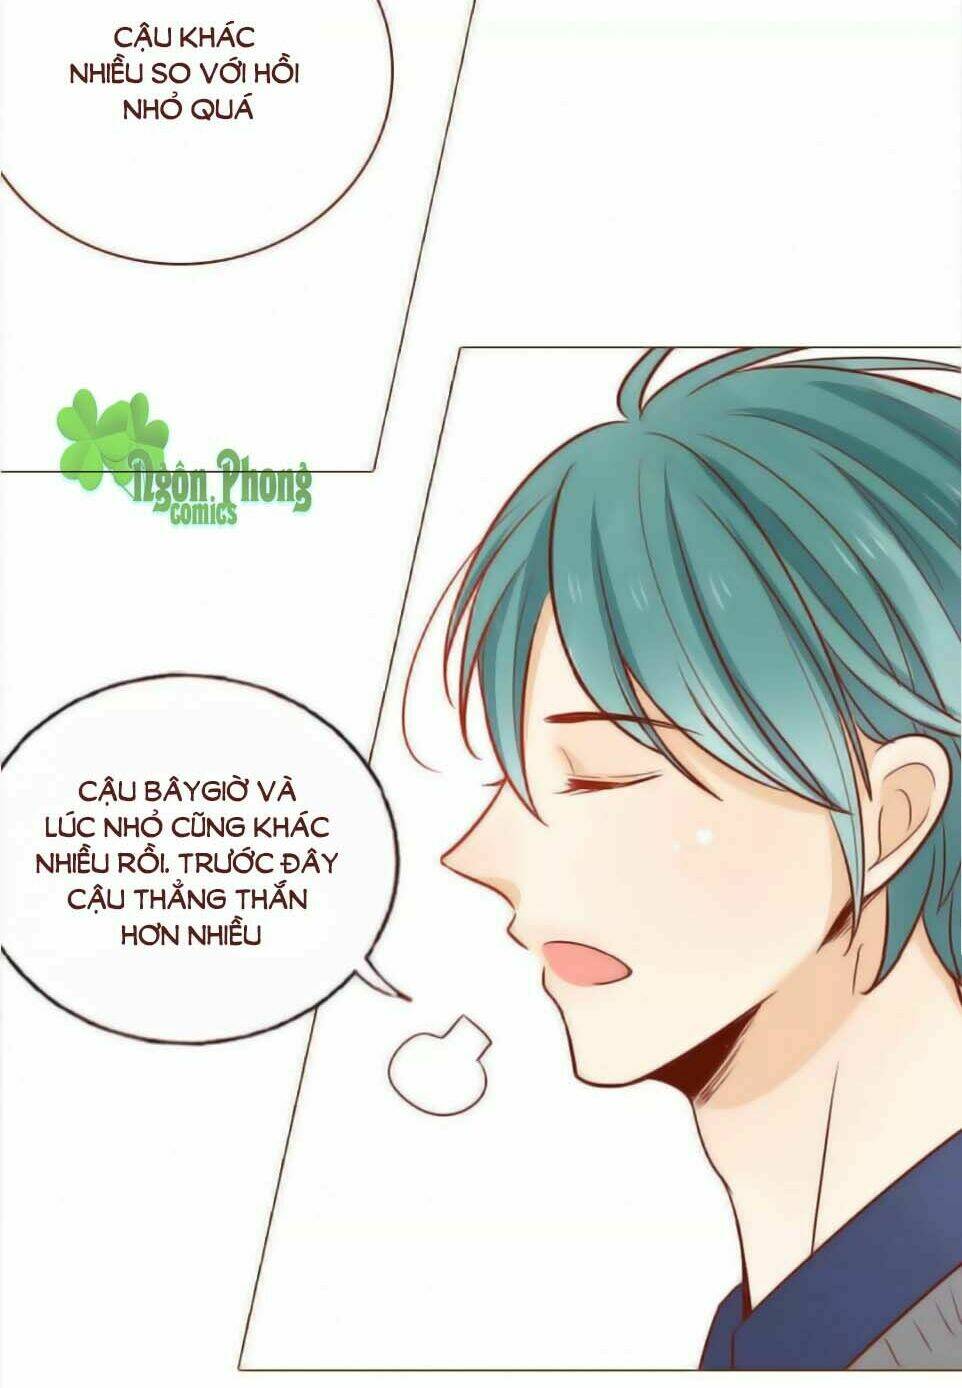 CẬU KHÁC
NHIỀU SO VỚI HỒI
NHỎ QUÁ
Ngôn Phong
comics
CẬU BÂYGIỜ VÀ
LÚC NHỎ CŨNG KHÁC
NHIỀU RỒI. TRƯỚC ĐÂY
CẬU THẲNG THẮN
HƠN NHIỀU